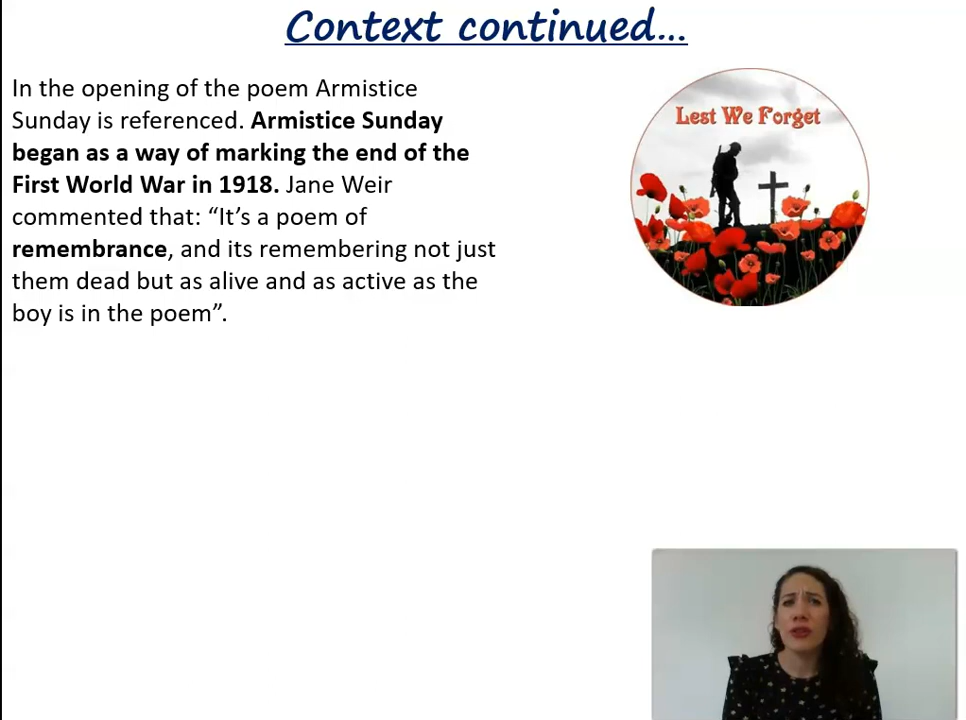 Context continued...
In the opening of the poem Armistice
Sunday is referenced. Armistice Sunday
began as a way of marking the end of the
First World War in 1918. Jane Weir
commented that: “It’s a poem of
remembrance, and its remembering not just
them dead but as alive and as active as the
boy is in the poem”.
Lest We Forget